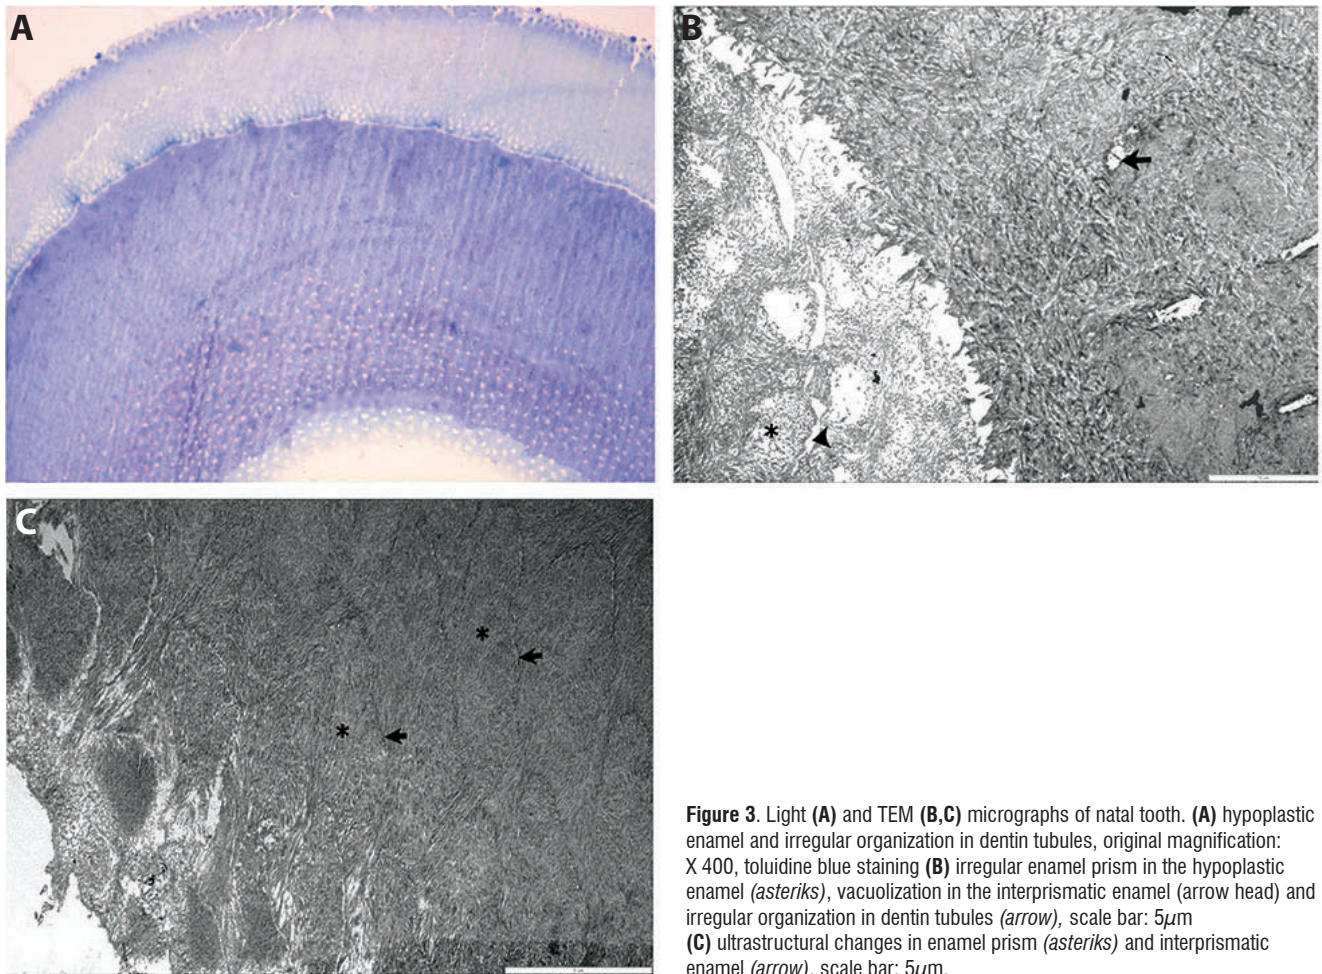 A
B
C
Figure 3. Light (A) and TEM (B,C) micrographs of natal tooth. (A) hypoplastic
enamel and irregular organization in dentin tubules, original magnification:
X 400, toluidine blue staining (B) irregular enamel prism in the hypoplastic
enamel (asteriks), vacuolization in the interprismatic enamel (arrow head) and
irregular organization in dentin tubules (arrow), scale bar: 5µm
(C) ultrastructural changes in enamel prism (asteriks) and interprismatic
enamel (arrow), scale bar: 5µm.